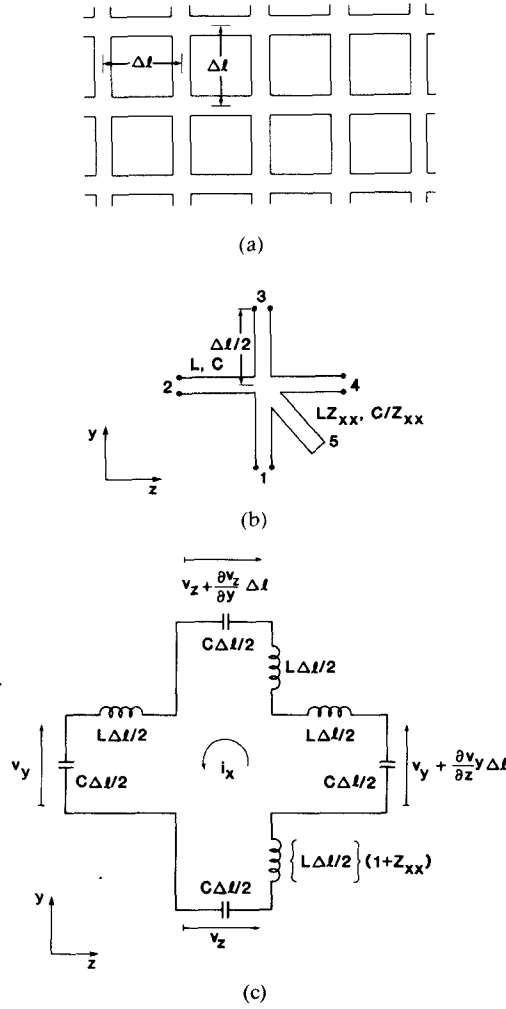 Δℓ
Δℓ
(a)
3
Δℓ/2
L, C
2
4
LZxx, C/Zxx
5
1
y
z
(b)
vz + ∂vz/∂y Δℓ
CΔℓ/2
LΔℓ/2
LΔℓ/2
LΔℓ/2
vy
CΔℓ/2
ix
CΔℓ/2
vy + ∂v/∂z y Δℓ
CΔℓ/2
{LΔℓ/2} (1+Zxx)
vz
y
z
(c)